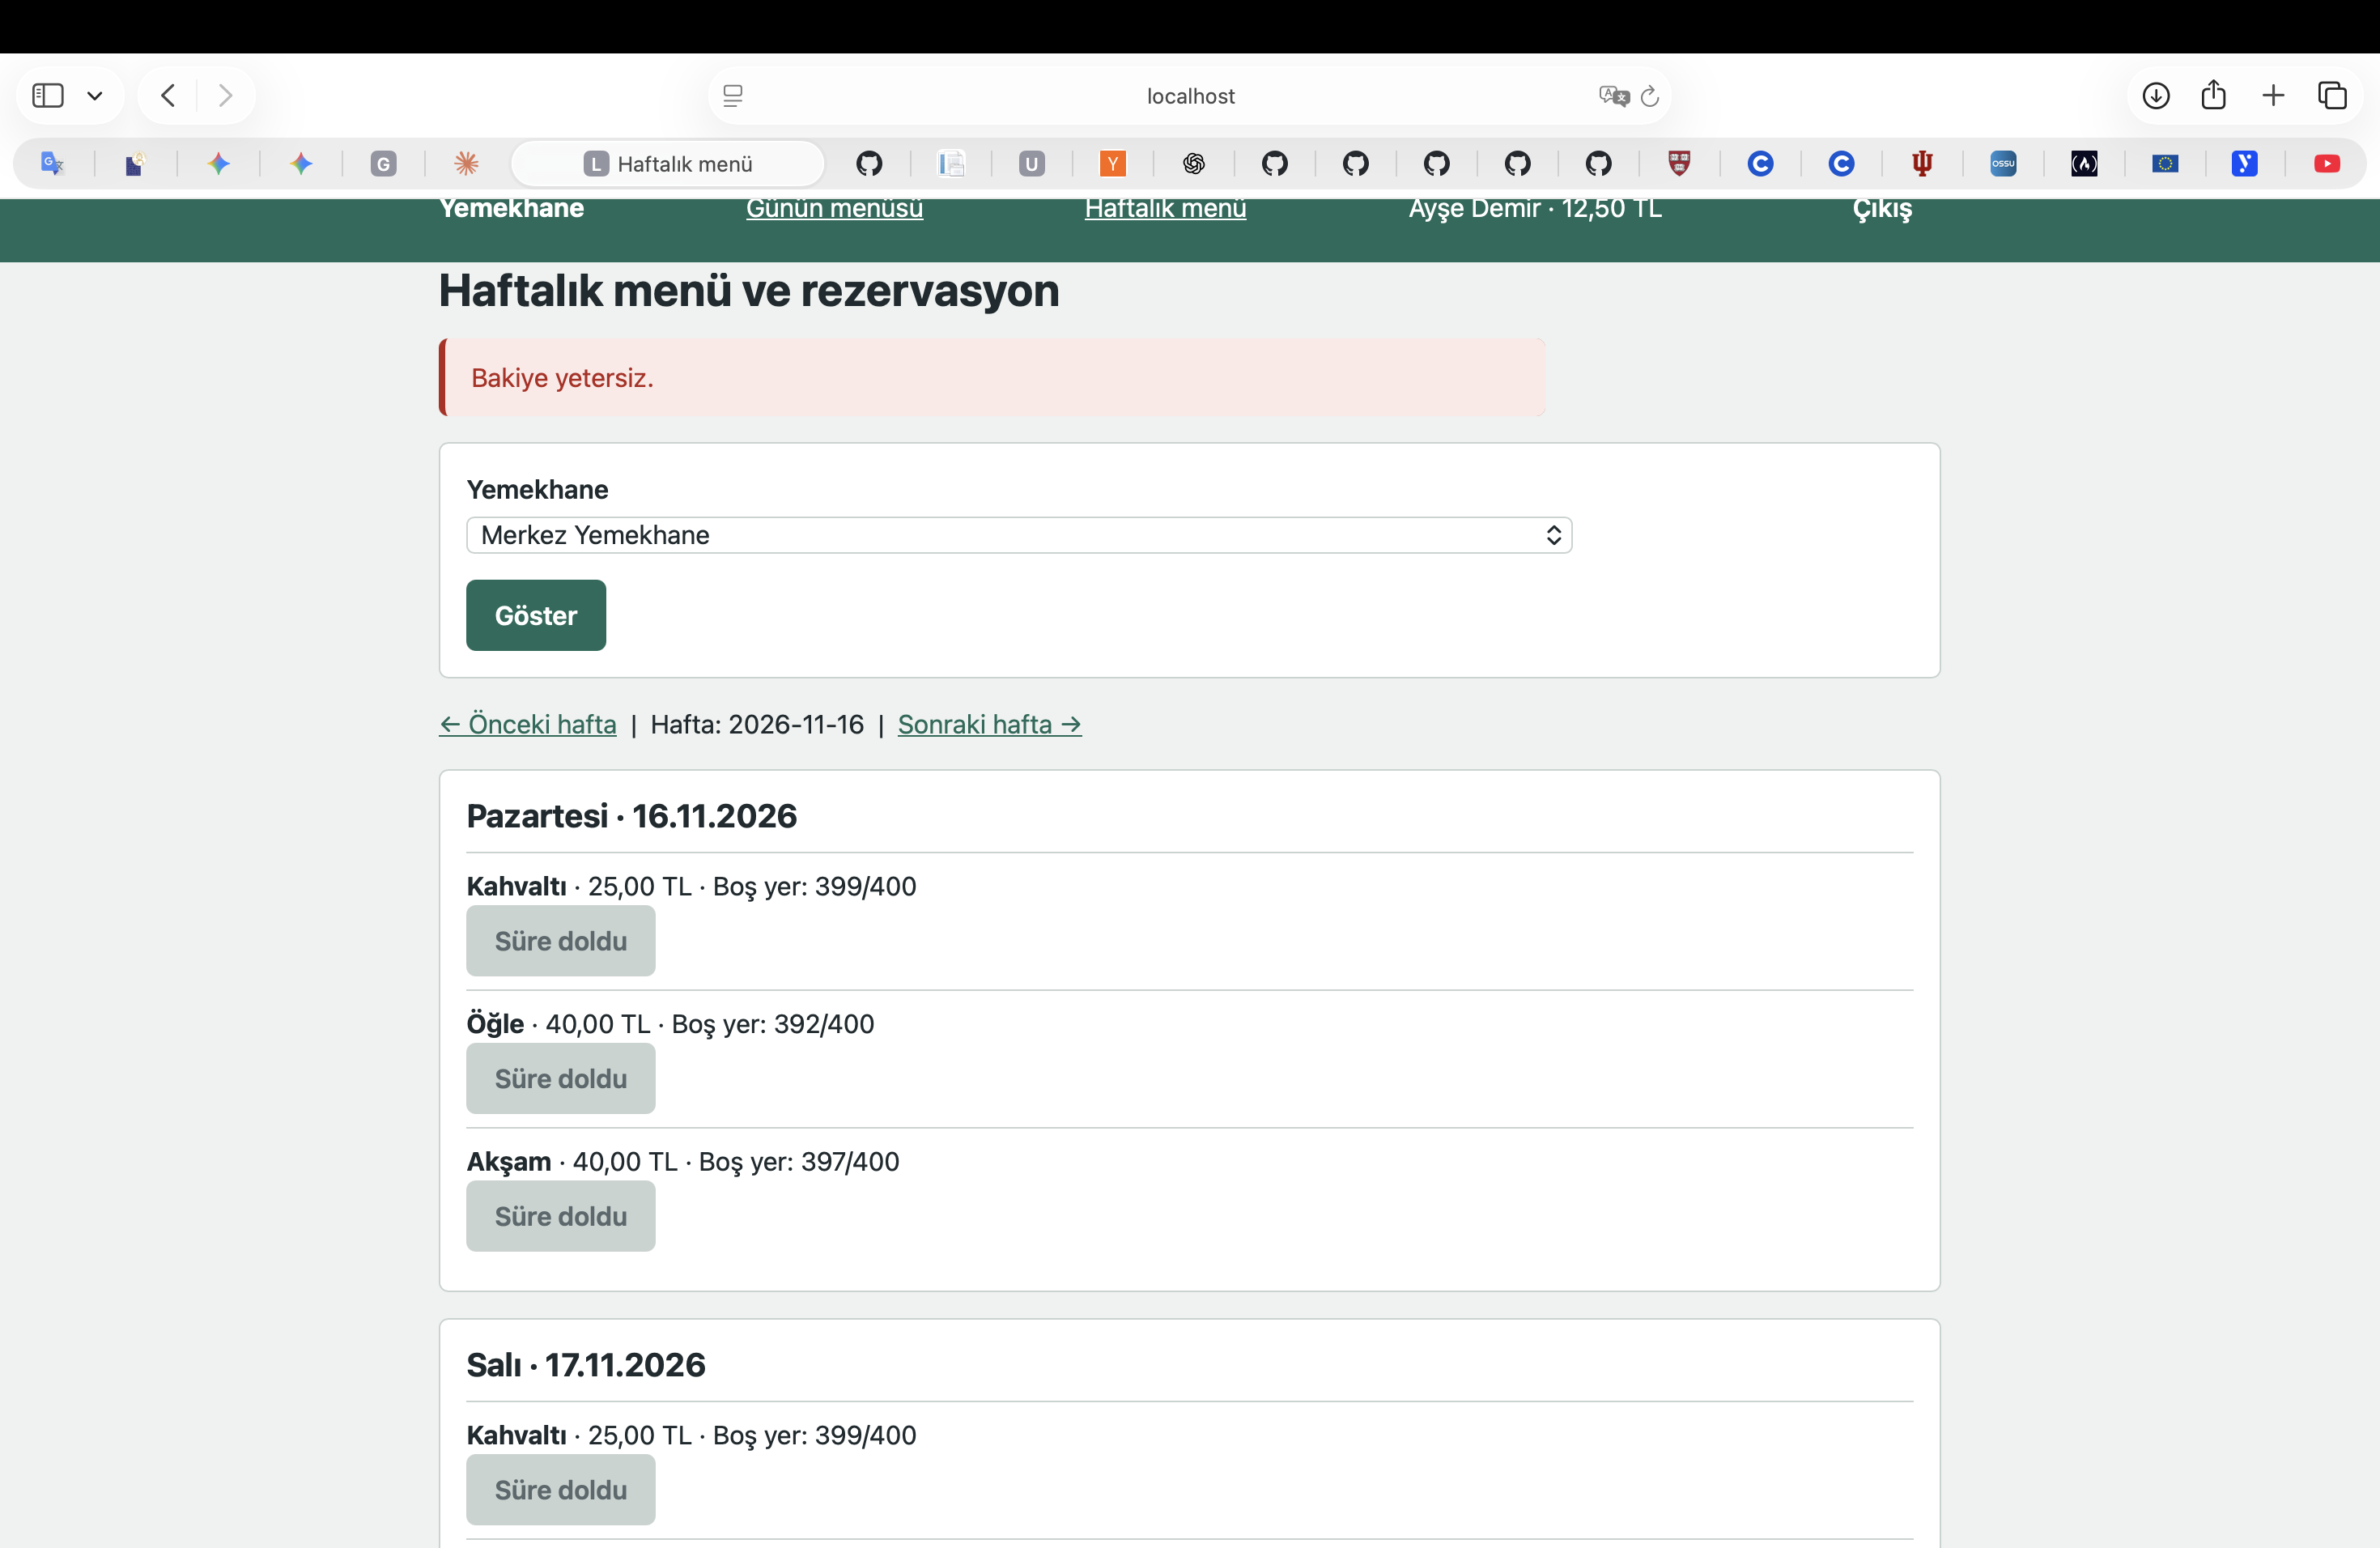 localhost
Haftalık menü
Yemekhane Günün menüsü Haftalık menü Ayşe Demir · 12,50 TL Çıkış
Haftalık menü ve rezervasyon
Bakiye yetersiz.
Yemekhane
Merkez Yemekhane
Göster
← Önceki hafta | Hafta: 2026-11-16 | Sonraki hafta →
Pazartesi · 16.11.2026
Kahvaltı · 25,00 TL · Boş yer: 399/400
Süre doldu
Öğle · 40,00 TL · Boş yer: 392/400
Süre doldu
Akşam · 40,00 TL · Boş yer: 397/400
Süre doldu
Salı · 17.11.2026
Kahvaltı · 25,00 TL · Boş yer: 399/400
Süre doldu